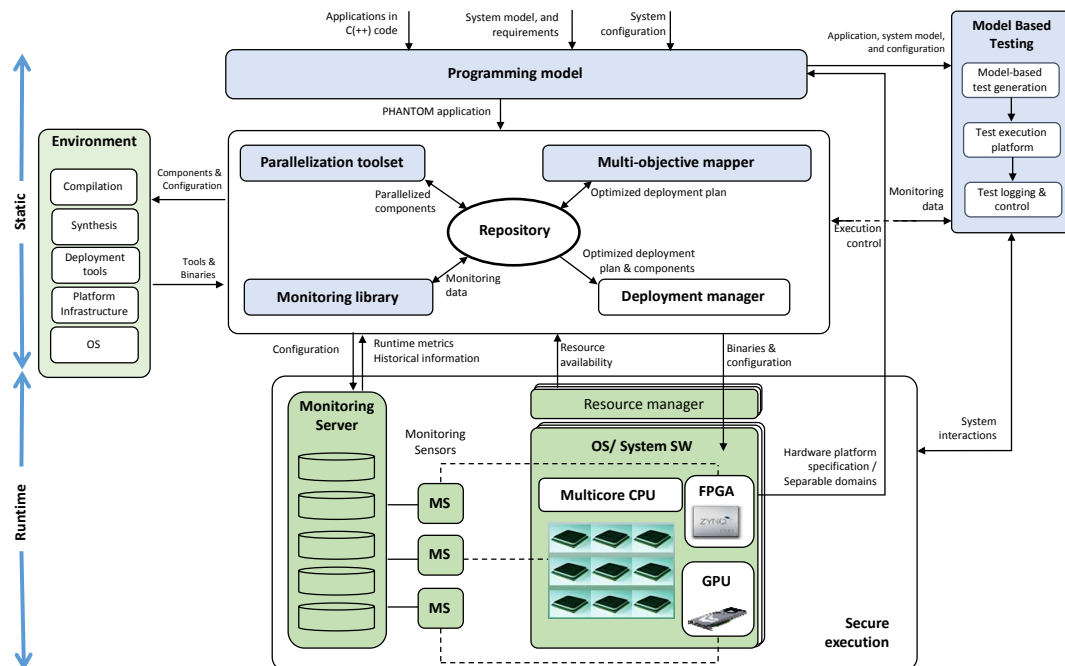 Applications in
C(++) code
System model, and
requirements
System
configuration
Programming model
Application, system model,
and configuration
Model Based
Testing
Model-based
test generation
Test execution
platform
Test logging &
control
PHANTOM application
Static
Runtime
Environment
Compilation
Synthesis
Deployment
tools
Platform
Infrastructure
OS
Components &
Configuration
Tools &
Binaries
Parallelization toolset
Multi-objective mapper
Parallelized
components
Optimized deployment plan
Repository
Optimized deployment
plan & components
Monitoring
data
Monitoring library
Deployment manager
Monitoring
data
Execution
control
Configuration
Runtime metrics
Historical information
Resource
availability
Binaries &
configuration
System
interactions
Monitoring
Server
Monitoring
Sensors
MS
MS
MS
Resource manager
OS/ System SW
Multicore CPU
FPGA
ZYNQ
GPU
Hardware platform
specification /
Separable domains
Secure
execution